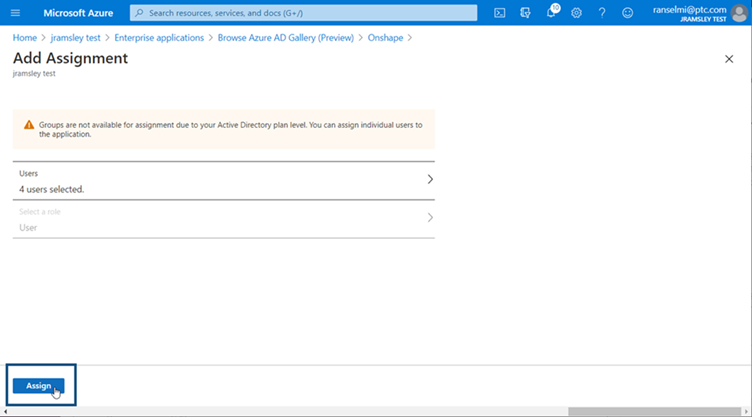 Microsoft Azure
Search resources, services, and docs (G+/)
10
ranselmi@ptc.com
JRAMSLEY TEST
Home > jramsley test > Enterprise applications > Browse Azure AD Gallery (Preview) > Onshape >
Add Assignment
jramsley test
Groups are not available for assignment due to your Active Directory plan level. You can assign individual users to
the application.
Users
4 users selected.
Select a role
User
Assign